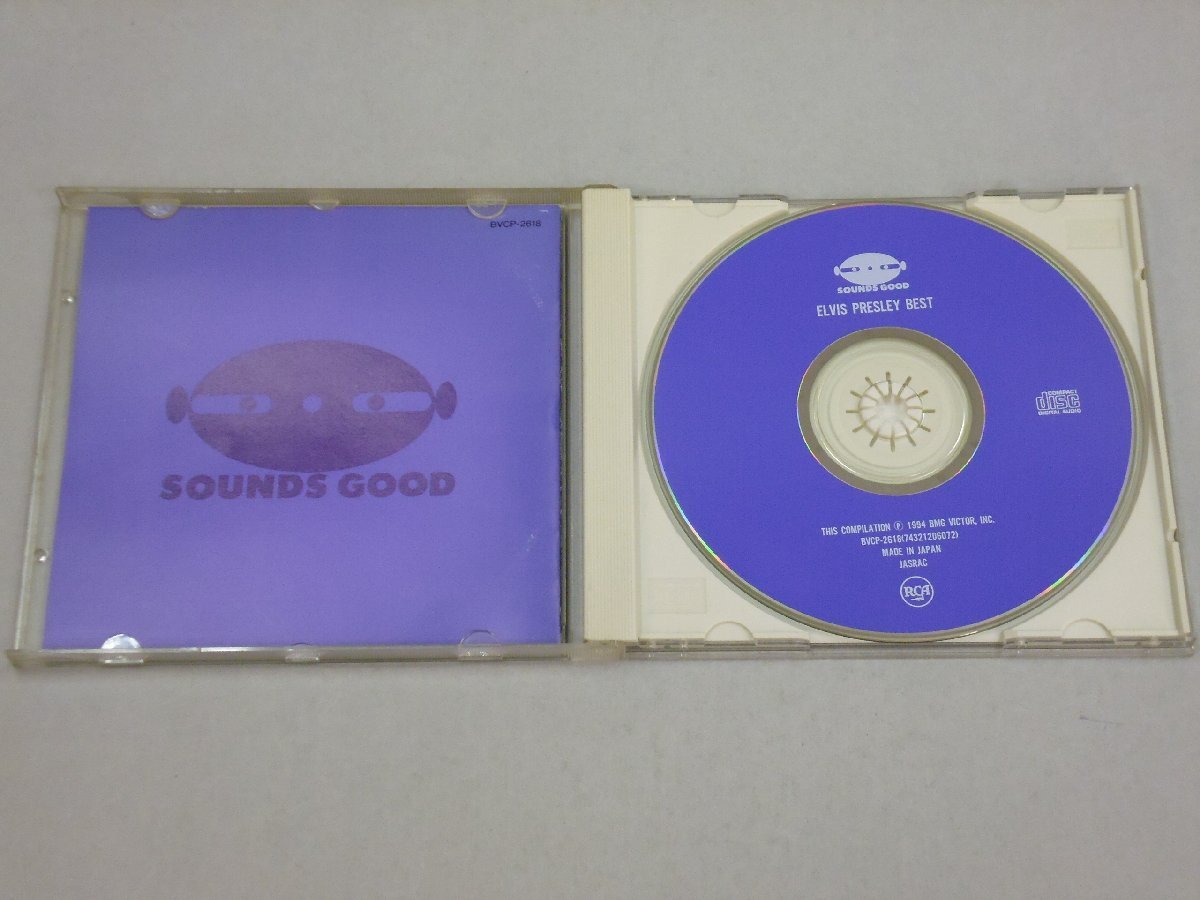 BVCP-2618
SOUNDS GOOD
SOUNDS GOOD
ELVIS PRESLEY BEST
COMPACT
disc
DIGITAL AUDIO
THIS COMPILATION Ⓟ 1994 BMG VICTOR, INC.
BVCP-2618(74321206072)
MADE IN JAPAN
JASRAC
RCA